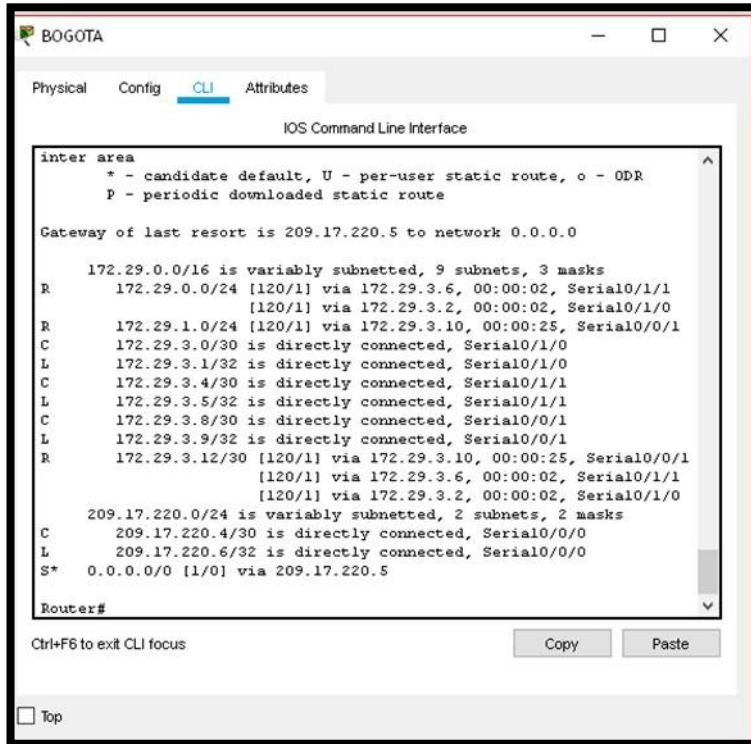 BOGOTA
Physical Config CLI Attributes
IOS Command Line Interface
inter area
* - candidate default, U - per-user static route, o - ODR
P - periodic downloaded static route
Gateway of last resort is 209.17.220.5 to network 0.0.0.0
172.29.0.0/16 is variably subnetted, 9 subnets, 3 masks
R 172.29.0.0/24 [120/1] via 172.29.3.6, 00:00:02, Serial0/1/1
[120/1] via 172.29.3.2, 00:00:02, Serial0/1/0
R 172.29.1.0/24 [120/1] via 172.29.3.10, 00:00:25, Serial0/0/1
C 172.29.3.0/30 is directly connected, Serial0/1/0
L 172.29.3.1/32 is directly connected, Serial0/1/0
C 172.29.3.4/30 is directly connected, Serial0/1/1
L 172.29.3.5/32 is directly connected, Serial0/1/1
C 172.29.3.8/30 is directly connected, Serial0/0/1
L 172.29.3.9/32 is directly connected, Serial0/0/1
R 172.29.3.12/30 [120/1] via 172.29.3.10, 00:00:25, Serial0/0/1
[120/1] via 172.29.3.6, 00:00:02, Serial0/1/1
[120/1] via 172.29.3.2, 00:00:02, Serial0/1/0
209.17.220.0/24 is variably subnetted, 2 subnets, 2 masks
C 209.17.220.4/30 is directly connected, Serial0/0/0
L 209.17.220.6/32 is directly connected, Serial0/0/0
S* 0.0.0.0/0 [1/0] via 209.17.220.5
Router#
Ctrl+F6 to exit CLI focus
Copy Paste
Top